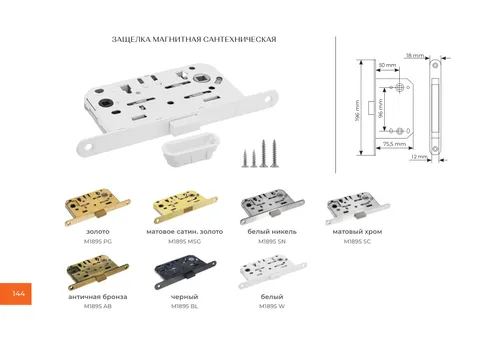 ЗАЩЕЛКА МАГНИТНАЯ САНТЕХНИЧЕСКАЯ
18 mm
50 mm
196 mm
96 mm
75.5 mm
12 mm
золото
M1895 PG
матовое сатин. золото
M1895 MSG
белый никель
M1895 SN
матовый хром
M1895 SC
античная бронза
M1895 AB
черный
M1895 BL
белый
M1895 W
144